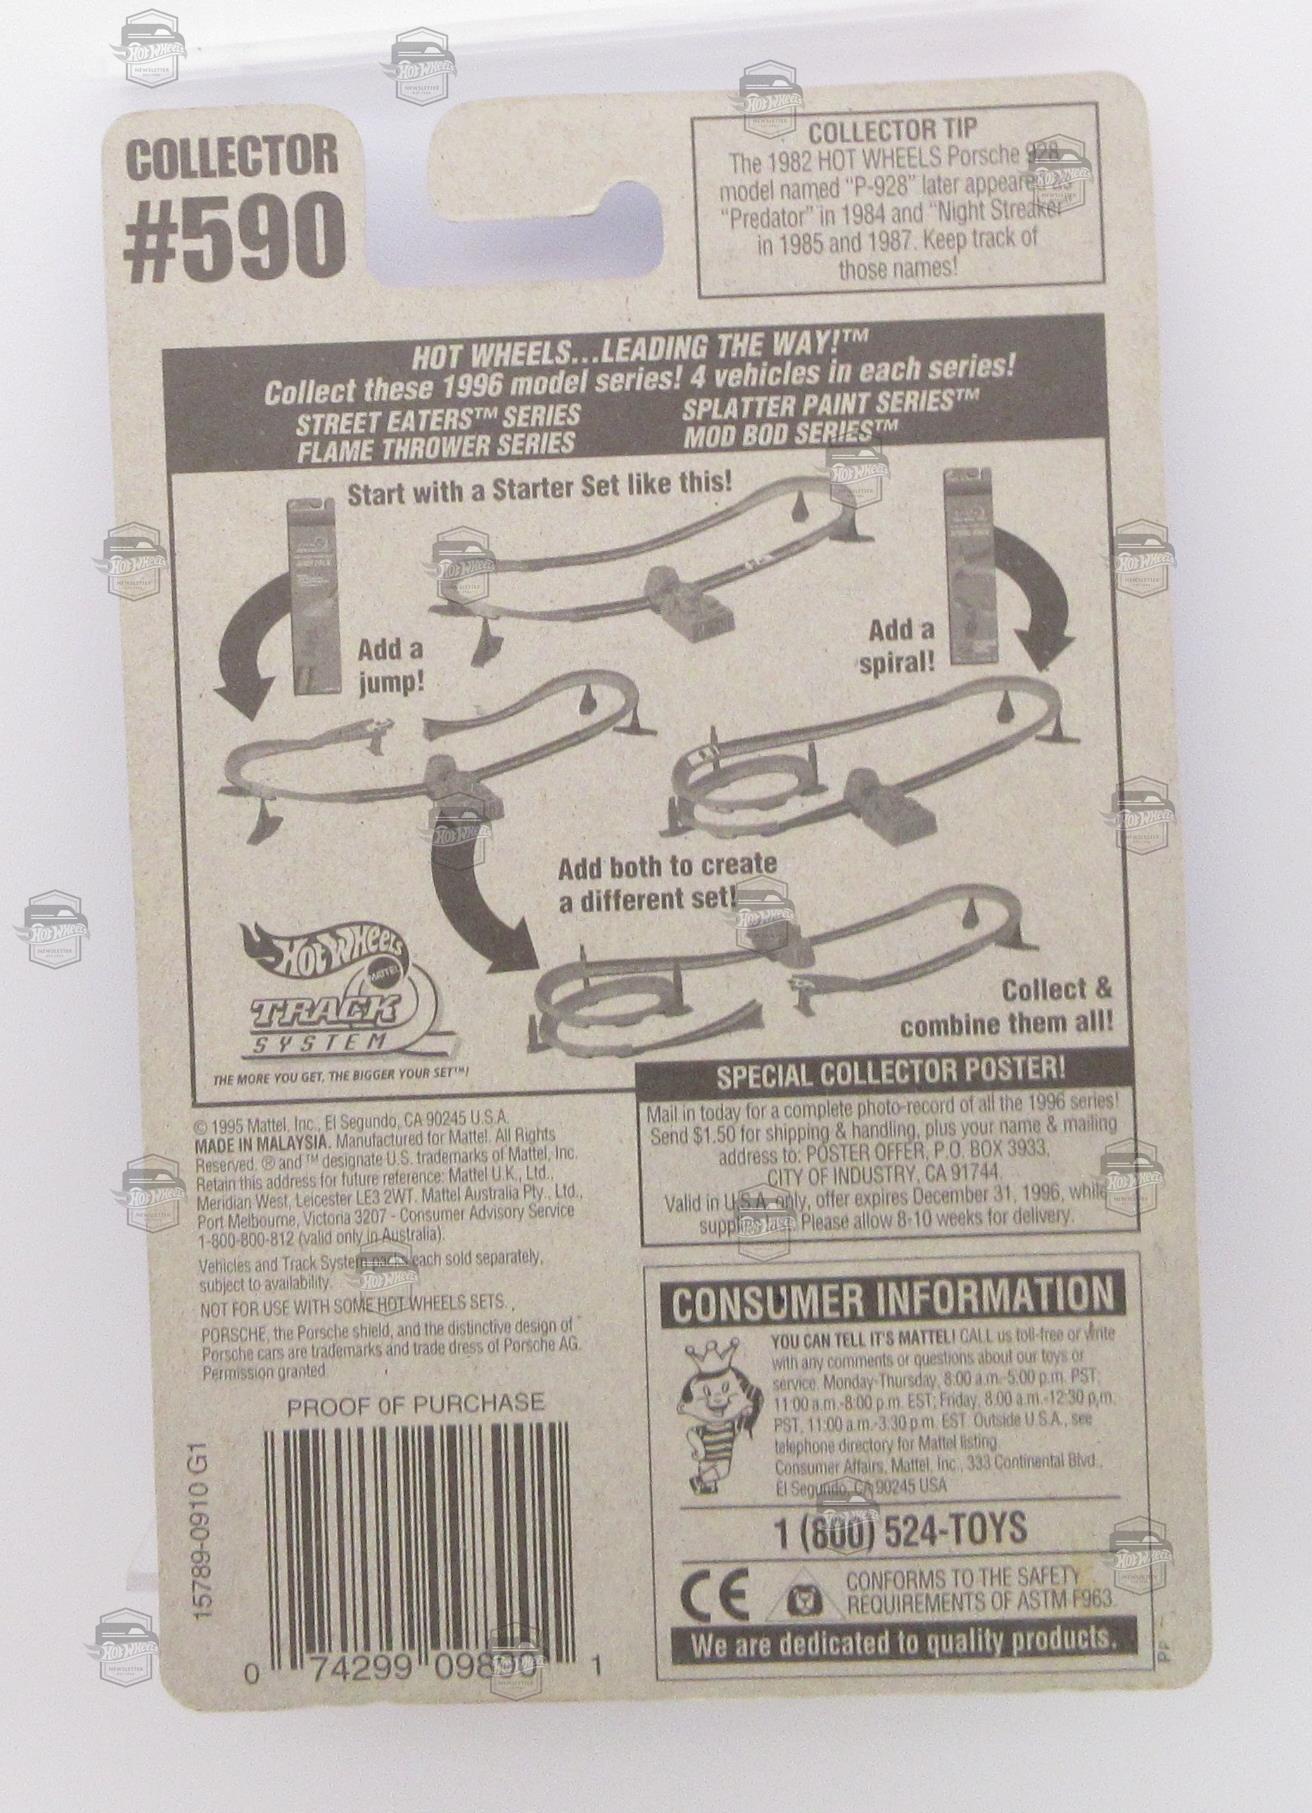 COLLECTOR
#590
COLLECTOR TIP
The 1982 HOT WHEELS Porsche 928
model named “P-928” later appeared as
“Predator” in 1984 and “Night Streaker”
in 1985 and 1987. Keep track of
those names!
HOT WHEELS...LEADING THE WAY!™
Collect these 1996 model series! 4 vehicles in each series!
STREET EATERS™ SERIES
FLAME THROWER SERIES
SPLATTER PAINT SERIES™
MOD BOD SERIES™
Start with a Starter Set like this!
Add a
jump!
Add a
spiral!
Add both to create
a different set!
Collect &
combine them all!
Hot Wheels
MATTEL
TRACK
SYSTEM
THE MORE YOU GET, THE BIGGER YOUR SET™!
SPECIAL COLLECTOR POSTER!
Mail in today for a complete photo-record of all the 1996 series!
Send $1.50 for shipping & handling, plus your name & mailing
address to: POSTER OFFER, P.O. BOX 3933,
CITY OF INDUSTRY, CA 91744.
Valid in U.S.A. only, offer expires December 31, 1996, while
supplies last. Please allow 8-10 weeks for delivery.
© 1995 Mattel, Inc., El Segundo, CA 90245 U.S.A.
MADE IN MALAYSIA. Manufactured for Mattel. All Rights
Reserved. ® and ™ designate U.S. trademarks of Mattel, Inc.
Retain this address for future reference: Mattel U.K., Ltd.,
Meridian West, Leicester LE3 2WT. Mattel Australia Pty., Ltd.,
Port Melbourne, Victoria 3207 - Consumer Advisory Service
1-800-800-812 (valid only in Australia).
Vehicles and Track System packs each sold separately,
subject to availability.
NOT FOR USE WITH SOME HOT WHEELS SETS.
PORSCHE, the Porsche shield, and the distinctive design of
Porsche cars are trademarks and trade dress of Porsche AG.
Permission granted.
PROOF OF PURCHASE
15789-0910 G1
0 74299 09890 1
CONSUMER INFORMATION
YOU CAN TELL IT'S MATTEL! CALL us toll-free or write
with any comments or questions about our toys or
service. Monday-Thursday, 8:00 a.m.-5:00 p.m. PST;
11:00 a.m.-8:00 p.m. EST; Friday, 8:00 a.m.-12:30 p.m.
PST, 11:00 a.m.-3:30 p.m. EST. Outside U.S.A., see
telephone directory for Mattel listing.
Consumer Affairs, Mattel, Inc., 333 Continental Blvd.,
El Segundo, CA 90245 USA
1 (800) 524-TOYS
CE
CONFORMS TO THE SAFETY
REQUIREMENTS OF ASTM F963.
We are dedicated to quality products.
PP